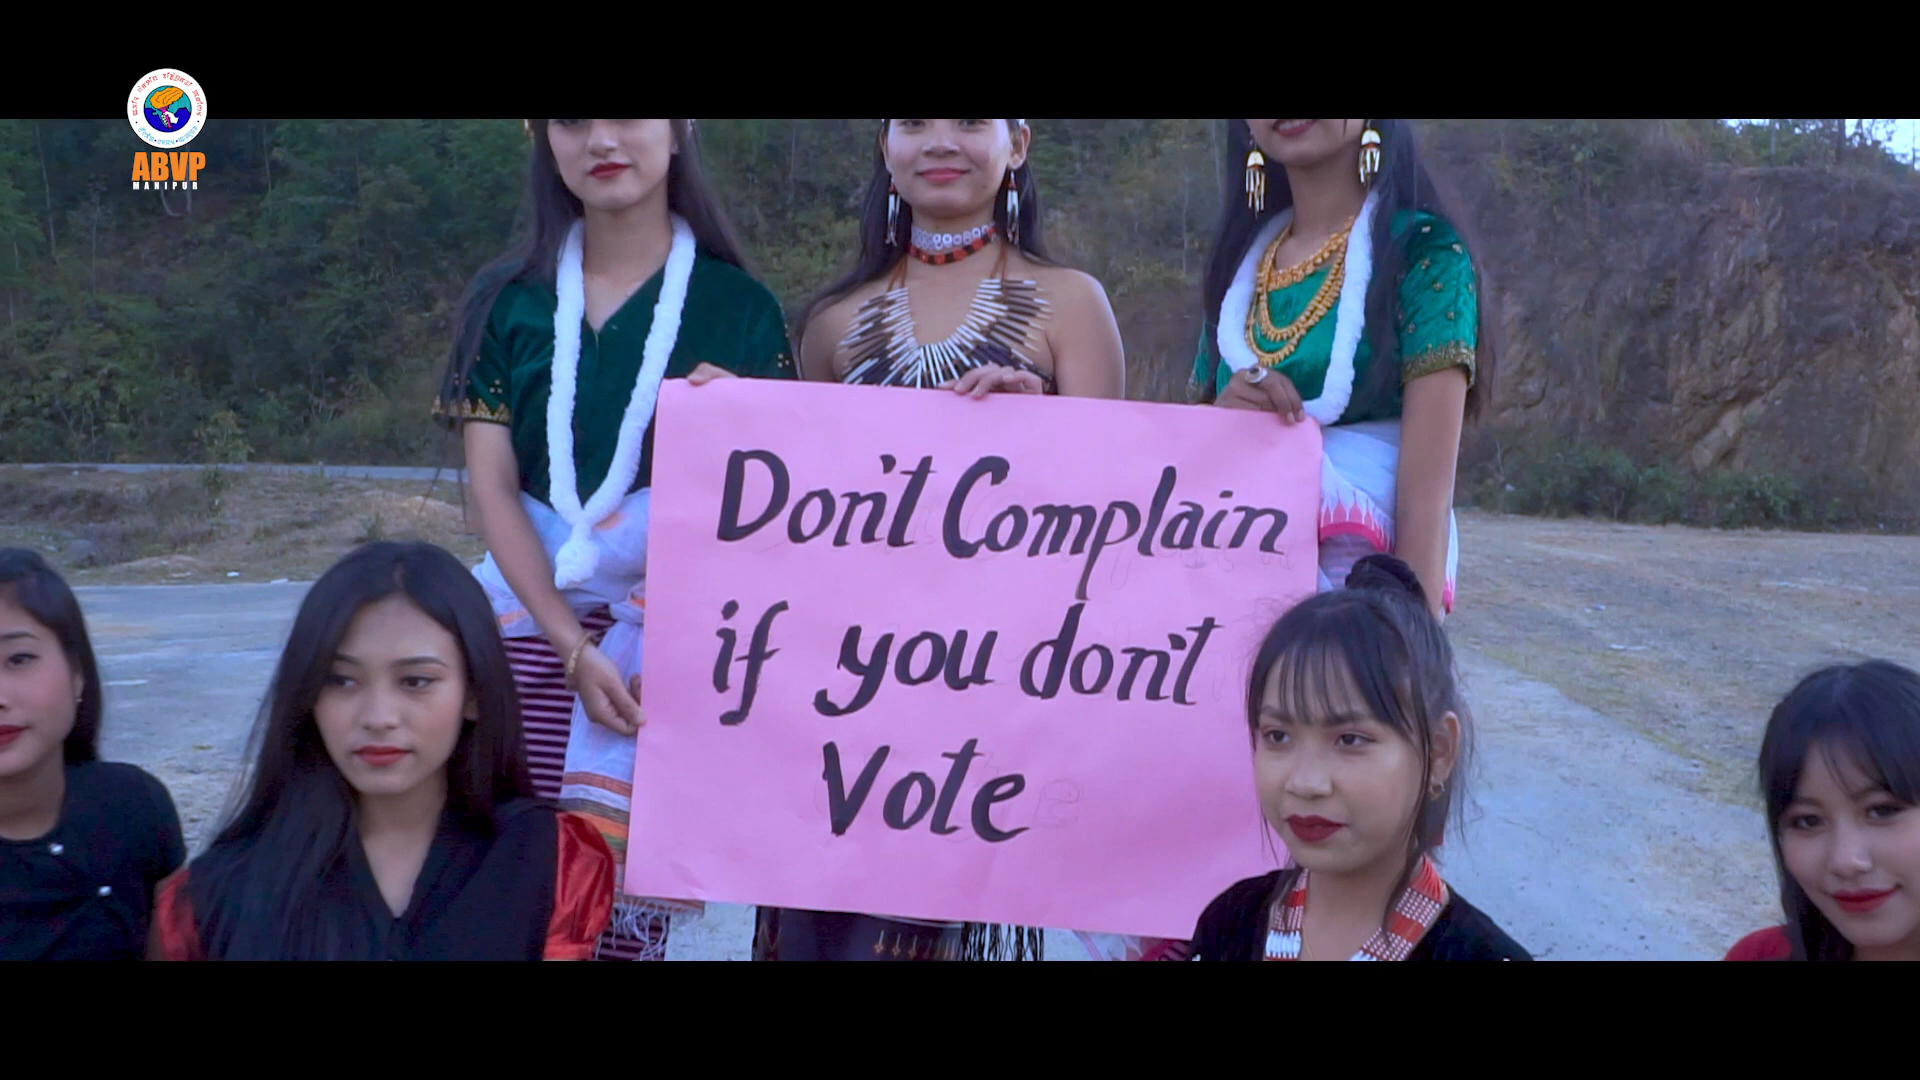 ABVP
MANIPUR
Don't Complain
if you don't
Vote